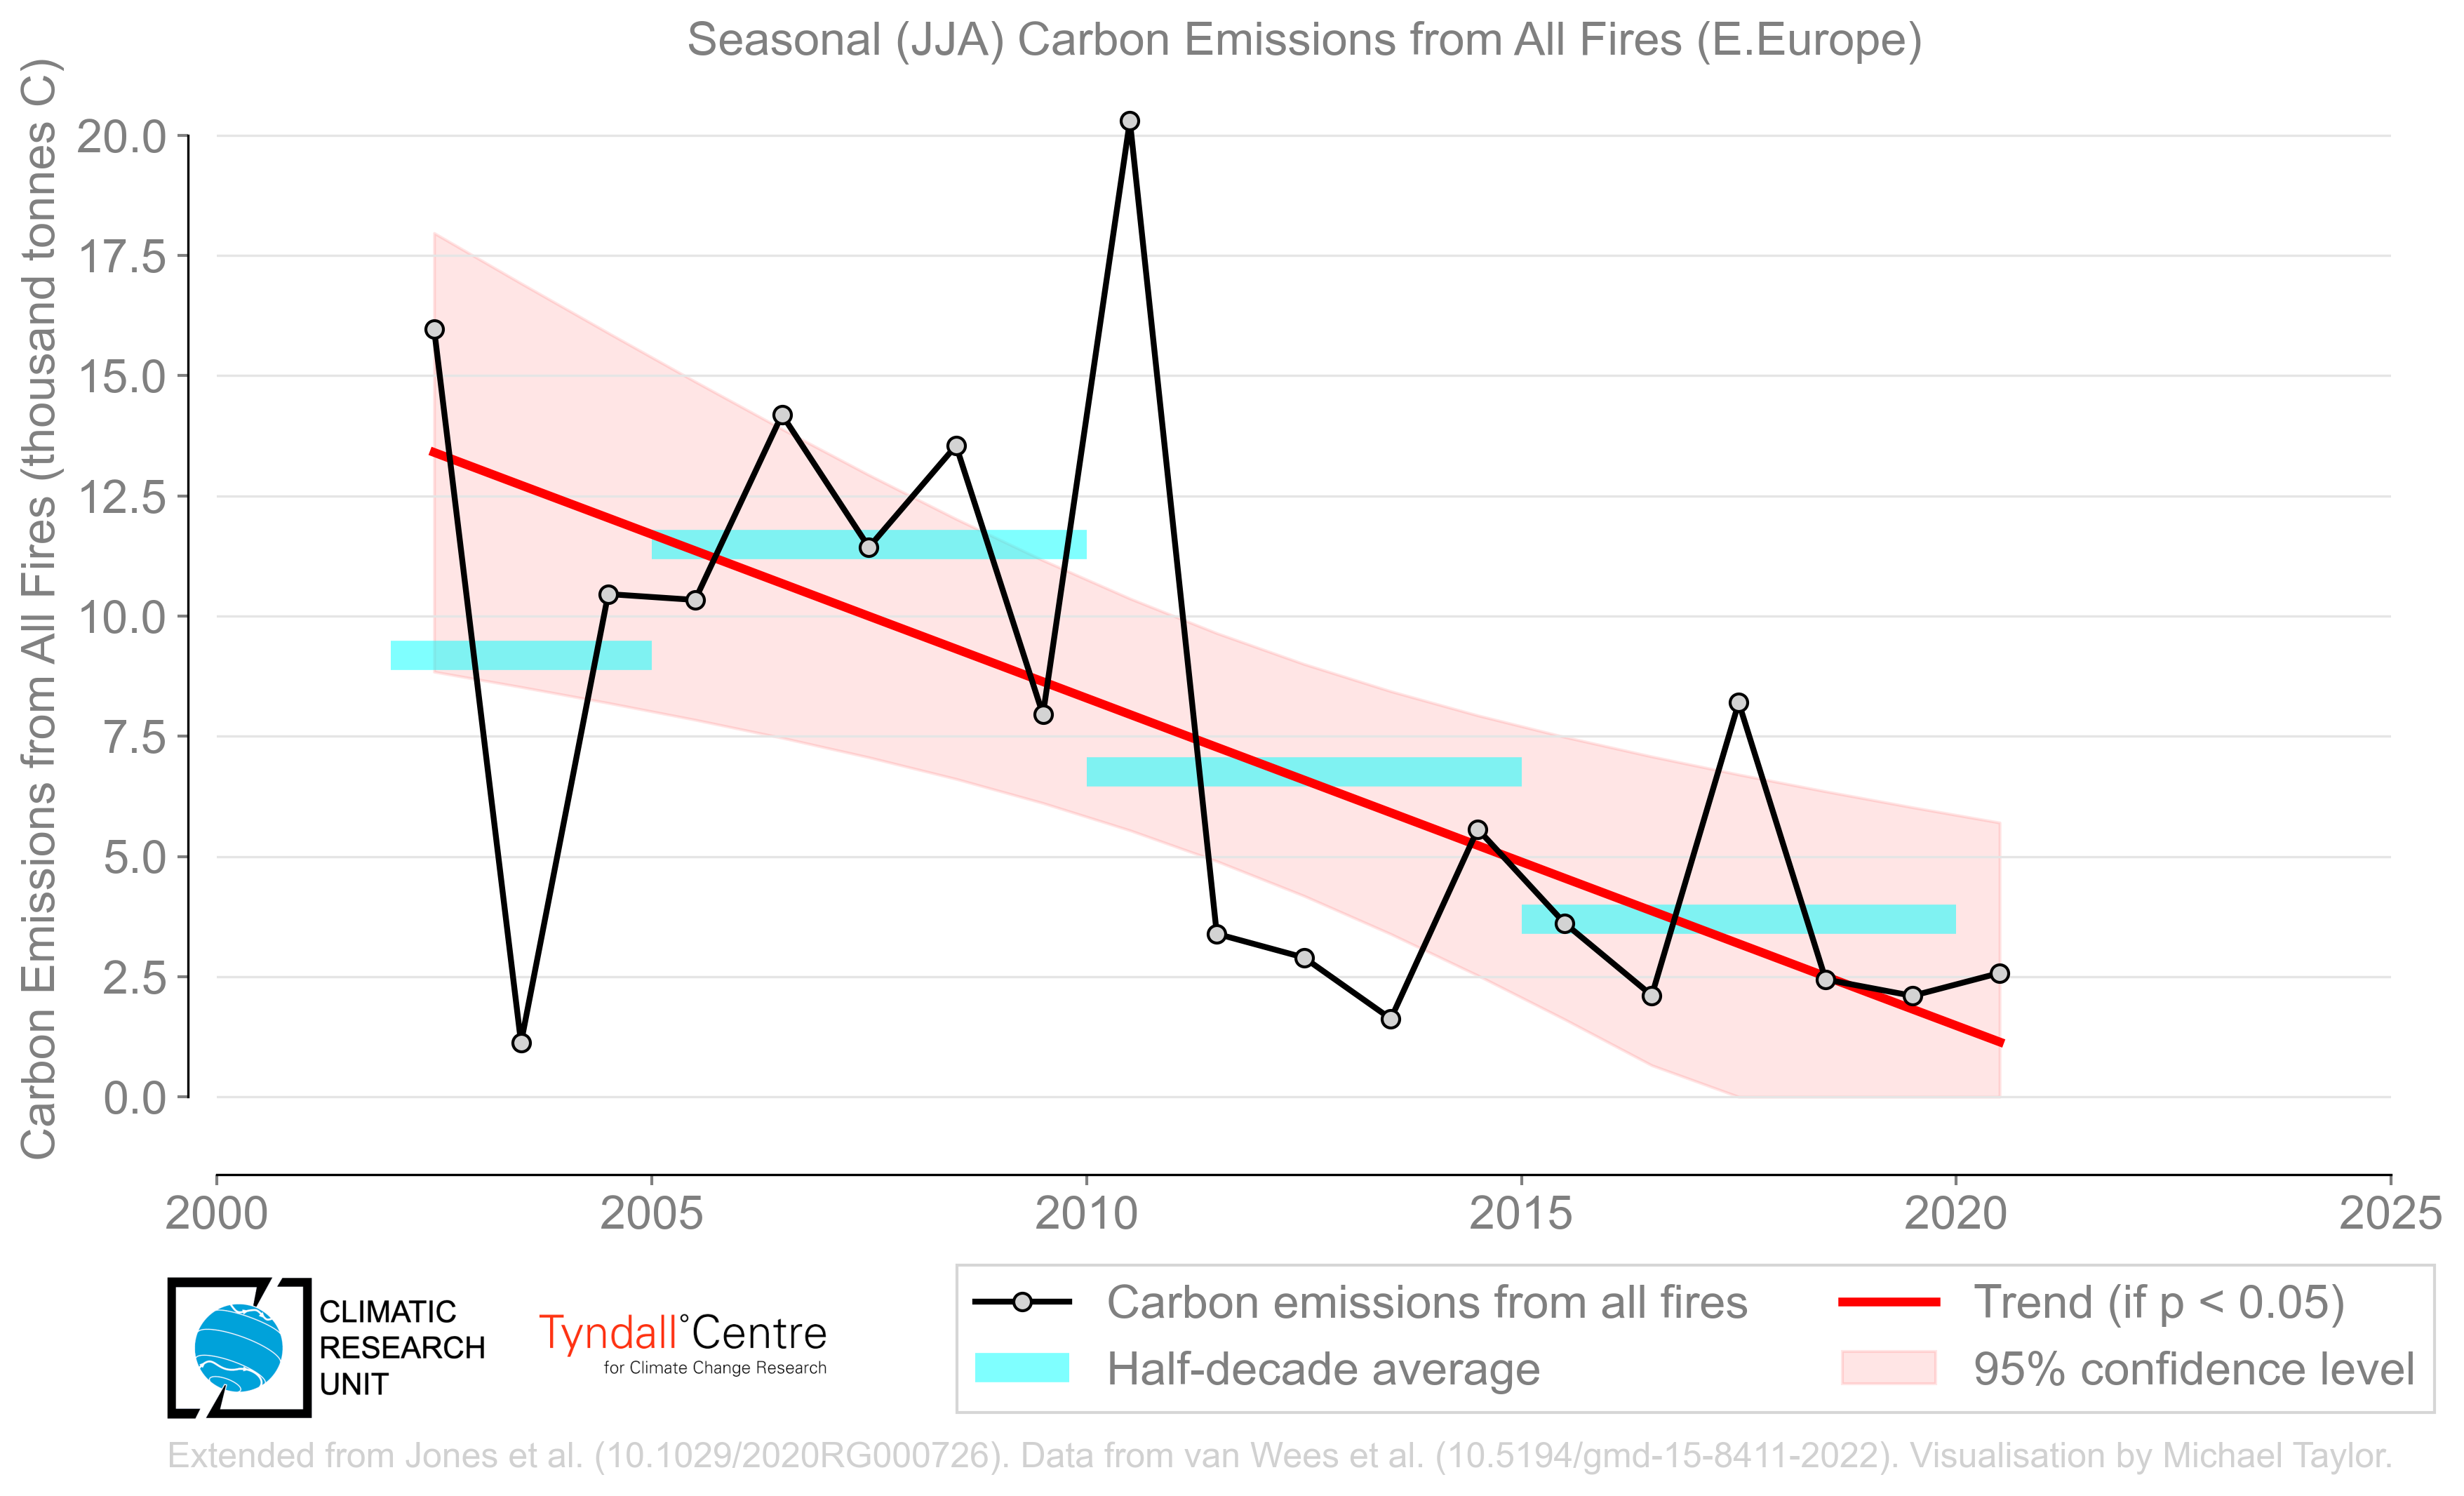 Seasonal (JJA) Carbon Emissions from All Fires (E.Europe)
Carbon Emissions from All Fires (thousand tonnes C)
20.0
17.5
15.0
12.5
10.0
7.5
5.0
2.5
0.0
2000
2005
2010
2015
2020
2025
CLIMATIC
RESEARCH
UNIT
Tyndall°Centre
for Climate Change Research
Carbon emissions from all fires
Half-decade average
Trend (if p < 0.05)
95% confidence level
Extended from Jones et al. (10.1029/2020RG000726). Data from van Wees et al. (10.5194/gmd-15-8411-2022). Visualisation by Michael Taylor.